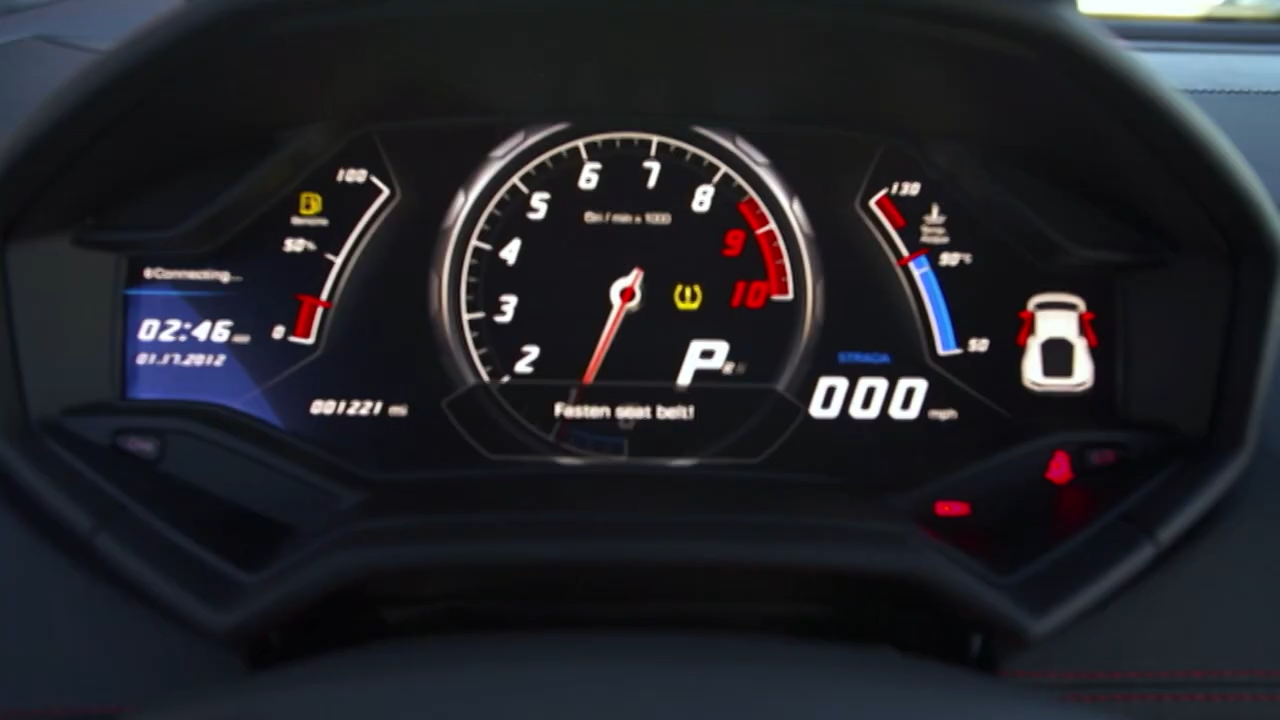 100
50%
0
Connecting...
02:46
01.17.2012
001221 mi
2
3
4
5
6
7
8
9
10
Giri / min x 1000
P
Fasten seat belt!
STRADA
000 mph
130
90°C
50